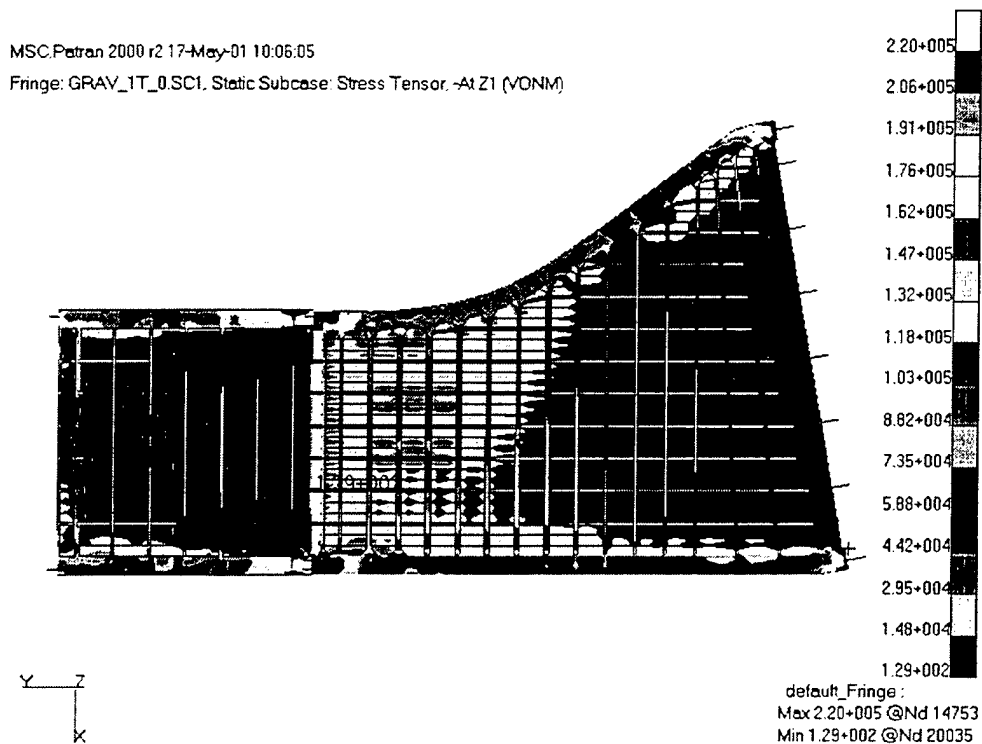 MSC.Patran 2000 r2 17-May-01 10:06:05
Fringe: GRAV_1T_0.SC1, Static Subcase: Stress Tensor, -At Z1 (VONM)
2.20+005
2.06+005
1.91+005
1.76+005
1.62+005
1.47+005
1.32+005
1.18+005
1.03+005
8.82+004
7.35+004
5.88+004
4.42+004
2.95+004
1.48+004
1.29+002
Y Z
X
default_Fringe :
Max 2.20+005 @Nd 14753
Min 1.29+002 @Nd 20035